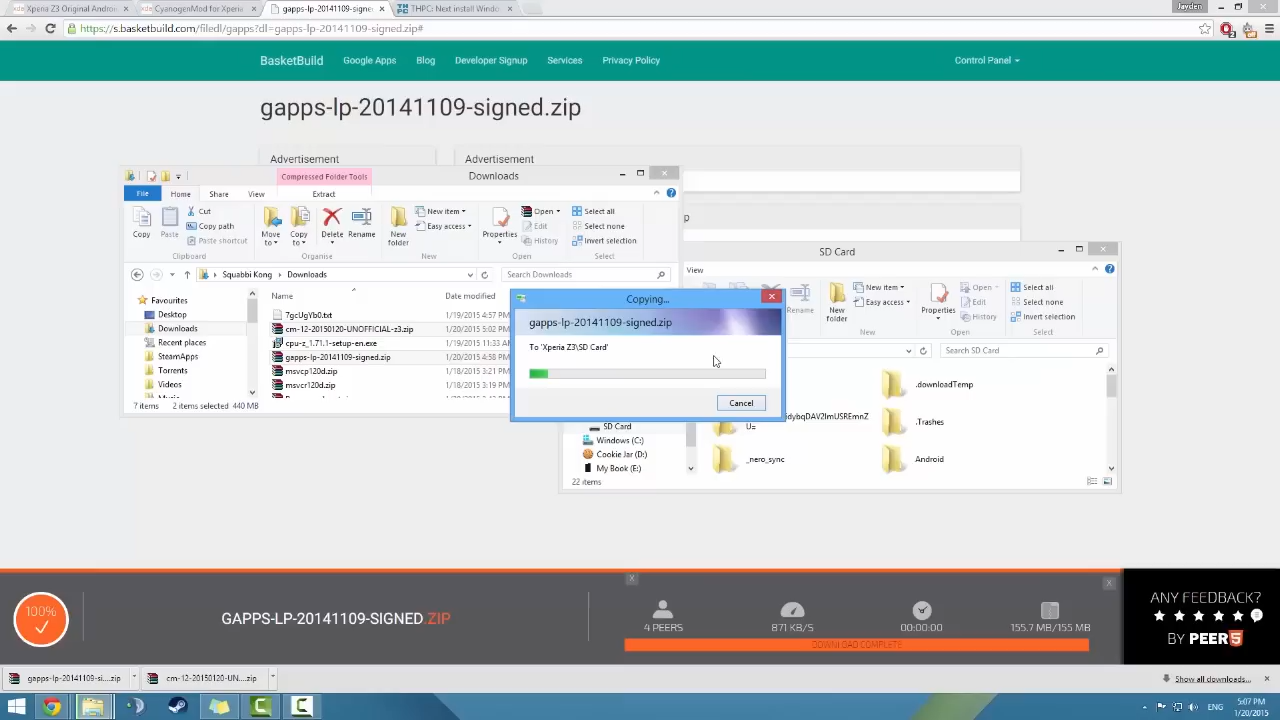 Xperia Z3 Original Android
CyanogenMod for Xperia
gapps-lp-20141109-signed
THPC: Next install Windo
Jayden
https://s.basketbuild.com/filedl/gapps?dl=gapps-lp-20141109-signed.zip#
BasketBuild Google Apps Blog Developer Signup Services Privacy Policy Control Panel
gapps-lp-20141109-signed.zip
Advertisement Advertisement
Compressed Folder Tools
Downloads
File Home Share View Extract
Copy
Paste
Cut
Copy path
Paste shortcut
Clipboard
Move to
Copy to
Delete
Rename
Organise
New folder
New item
Easy access
New
Properties
Open
Edit
History
Open
Select all
Select none
Invert selection
Select
Squabbi Kong Downloads
Search Downloads
Favourites
Desktop
Downloads
Recent places
SteamApps
Torrents
Videos
Name Date modified
7gcUgYb0.txt 1/19/2015 4:57 PM
cm-12-20150120-UNOFFICIAL-z3.zip 1/20/2015 5:02 PM
cpu-z_1.71.1-setup-en.exe 1/19/2015 11:33 AM
gapps-lp-20141109-signed.zip 1/20/2015 4:58 PM
msvcp120d.zip 1/18/2015 3:21 PM
msvcr120d.zip 1/18/2015 3:19 PM
7 items 2 items selected 440 MB
p
SD Card
View
Rename
New folder
New item
Easy access
New
Properties
Open
Edit
History
Open
Select all
Select none
Invert selection
Select
Search SD Card
Copying...
gapps-lp-20141109-signed.zip
To 'Xperia Z3\SD Card'
Cancel
SD Card
Windows (C:)
Cookie Jar (D:)
My Book (E:)
.downloadTemp
idybqDAV2ImUSREmnZ
U=
.Trashes
_nero_sync
Android
22 items
X
X
100%
GAPPS-LP-20141109-SIGNED.ZIP
4 PEERS
871 KB/S
00:00:00
155.7 MB/155 MB
DOWNLOAD COMPLETE
ANY FEEDBACK?
BY PEER5
gapps-lp-20141109-si....zip
cm-12-20150120-UN....zip
Show all downloads...
ENG
5:07 PM
1/20/2015